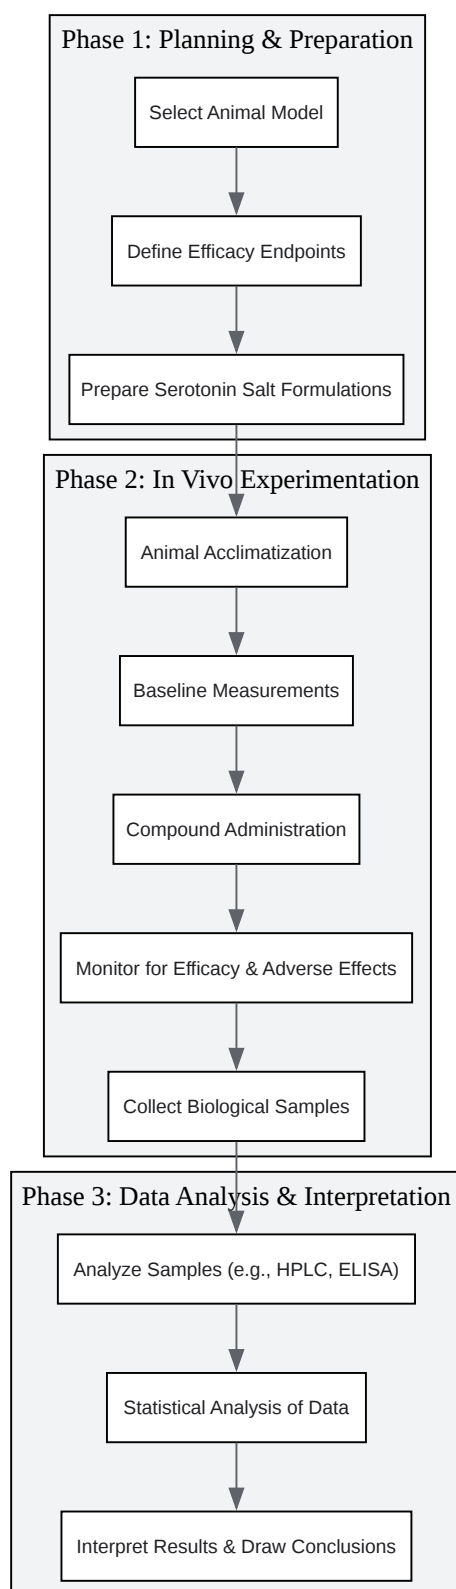 Phase 1: Planning & Preparation
Select Animal Model
Define Efficacy Endpoints
Prepare Serotonin Salt Formulations
Phase 2: In Vivo Experimentation
Animal Acclimatization
Baseline Measurements
Compound Administration
Monitor for Efficacy & Adverse Effects
Collect Biological Samples
Phase 3: Data Analysis & Interpretation
Analyze Samples (e.g., HPLC, ELISA)
Statistical Analysis of Data
Interpret Results & Draw Conclusions